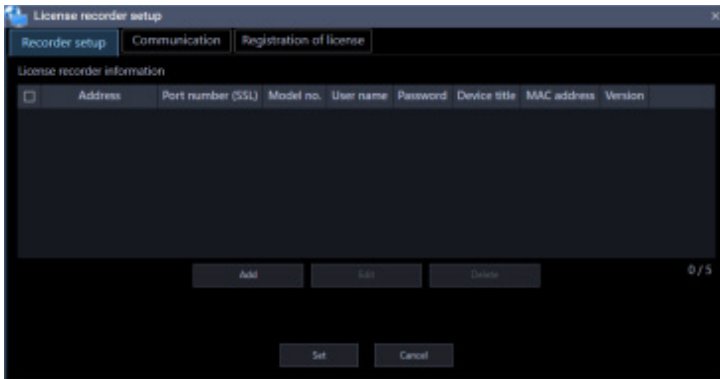 License recorder setup
Recorder setup Communication Registration of license
License recorder information
Address Port number (SSL) Model no. User name Password Device title MAC address Version
Add Edit Delete 0 / 5
Set Cancel